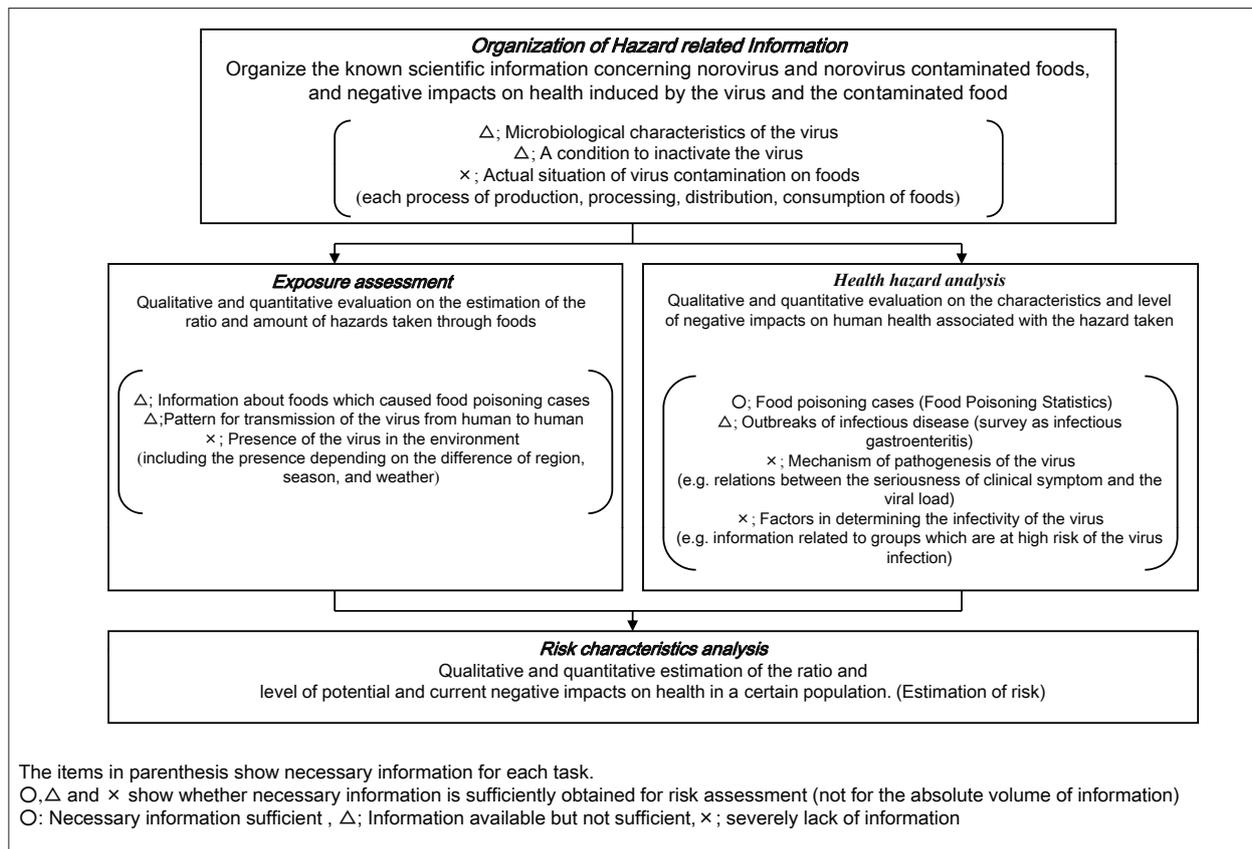 Organization of Hazard related Information
Organize the known scientific information concerning norovirus and norovirus contaminated foods,
and negative impacts on health induced by the virus and the contaminated food
△; Microbiological characteristics of the virus
△; A condition to inactivate the virus
×; Actual situation of virus contamination on foods
(each process of production, processing, distribution, consumption of foods)
Exposure assessment
Qualitative and quantitative evaluation on the estimation of the
ratio and amount of hazards taken through foods
△; Information about foods which caused food poisoning cases
△;Pattern for transmission of the virus from human to human
×; Presence of the virus in the environment
(including the presence depending on the difference of region,
season, and weather)
Health hazard analysis
Qualitative and quantitative evaluation on the characteristics and level
of negative impacts on human health associated with the hazard taken
○; Food poisoning cases (Food Poisoning Statistics)
△; Outbreaks of infectious disease (survey as infectious
gastroenteritis)
×; Mechanism of pathogenesis of the virus
(e.g. relations between the seriousness of clinical symptom and the
viral load)
×; Factors in determining the infectivity of the virus
(e.g. information related to groups which are at high risk of the virus
infection)
Risk characteristics analysis
Qualitative and quantitative estimation of the ratio and
level of potential and current negative impacts on health in a certain population. (Estimation of risk)
The items in parenthesis show necessary information for each task.
○,△ and × show whether necessary information is sufficiently obtained for risk assessment (not for the absolute volume of information)
○: Necessary information sufficient , △; Information available but not sufficient, ×; severely lack of information